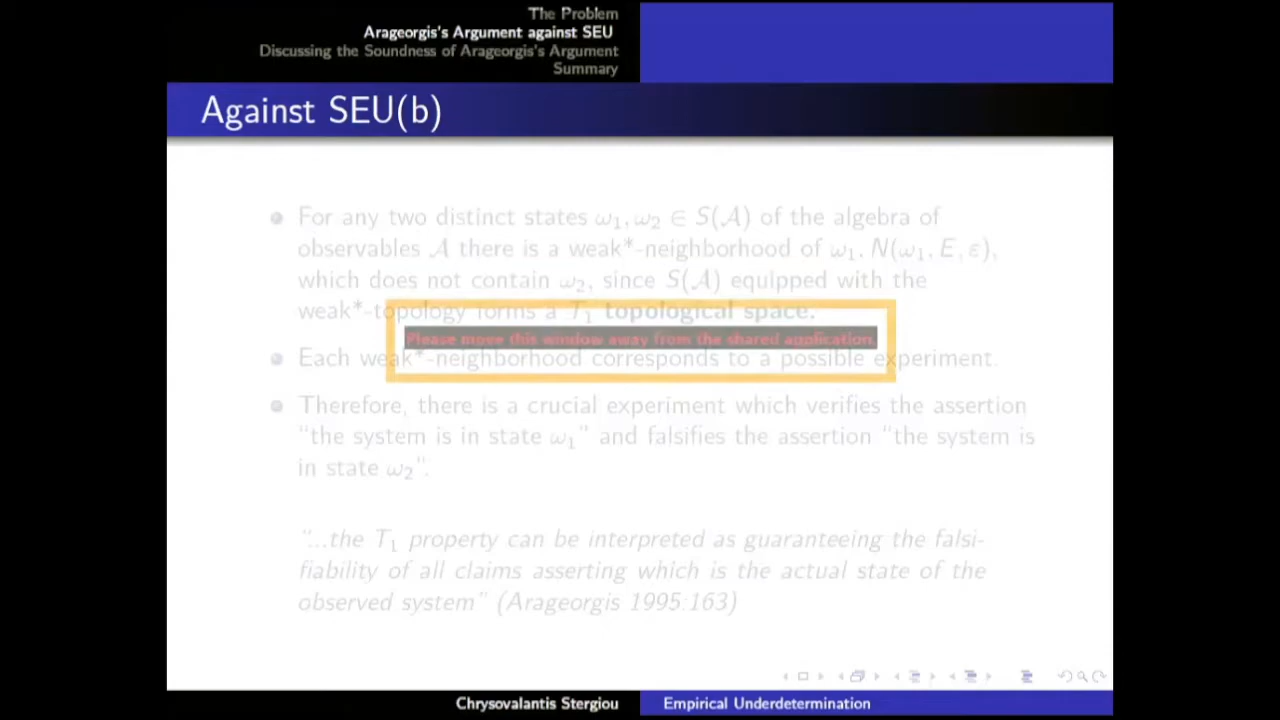 The Problem
Arageorgis's Argument against SEU
Discussing the Soundness of Arageorgis's Argument
Summary
Against SEU(b)
For any two distinct states ω₁, ω₂ ∈ S(𝒜) of the algebra of
observables 𝒜 there is a weak*-neighborhood of ω₁, N(ω₁, E, ε),
which does not contain ω₂, since S(𝒜) equipped with the
weak*-topology forms a T₁ topological space.
Please move this window away from the shared application.
Each weak*-neighborhood corresponds to a possible experiment.
Therefore, there is a crucial experiment which verifies the assertion
"the system is in state ω₁" and falsifies the assertion "the system is
in state ω₂".
"...the T₁ property can be interpreted as guaranteeing the falsi-
fiability of all claims asserting which is the actual state of the
observed system" (Arageorgis 1995:163)
Chrysovalantis Stergiou
Empirical Underdetermination